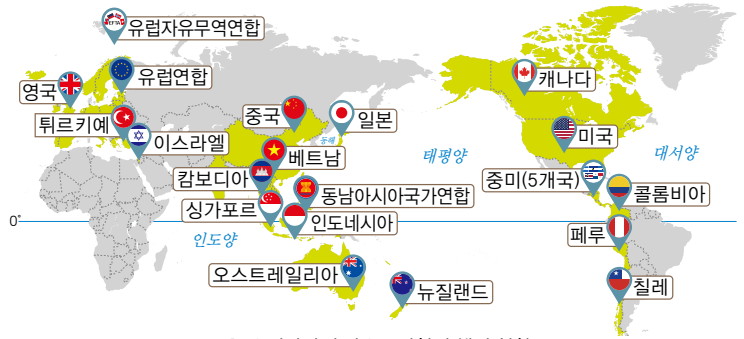 유럽자유무역연합
EFTA
유럽연합
영국
캐나다
중국
일본
튀르키예
미국
이스라엘
동해
베트남
태평양
대서양
캄보디아
중미(5개국)
동남아시아국가연합
콜롬비아
싱가포르
인도네시아
0°
페루
인도양
오스트레일리아
뉴질랜드
칠레